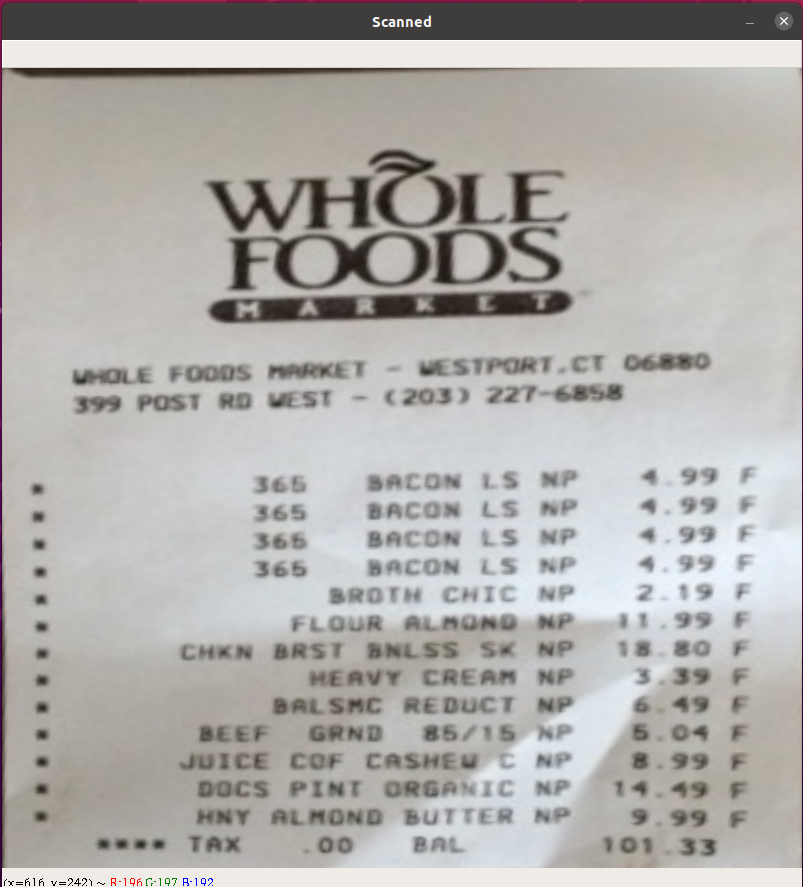 Scanned
WHOLE
FOODS
MARKET
WHOLE FOODS MARKET - WESTPORT,CT 06880
399 POST RD WEST - (203) 227-6858
365 BACON LS NP 4.99 F
365 BACON LS NP 4.99 F
365 BACON LS NP 4.99 F
365 BACON LS NP 4.99 F
BROTH CHIC NP 2.19 F
FLOUR ALMOND NP 11.99 F
CHKN BRST BNLSS SK NP 18.80 F
HEAVY CREAM NP 3.39 F
BALSMC REDUCT NP 6.49 F
BEEF GRND 85/15 NP 5.04 F
JUICE COF CASHEW C NP 8.99 F
DOCS PINT ORGANIC NP 14.49 F
HNY ALMOND BUTTER NP 9.99 F
**** TAX .00 BAL 101.33
(x=616, y=242) ~ R:196 G:197 B:192